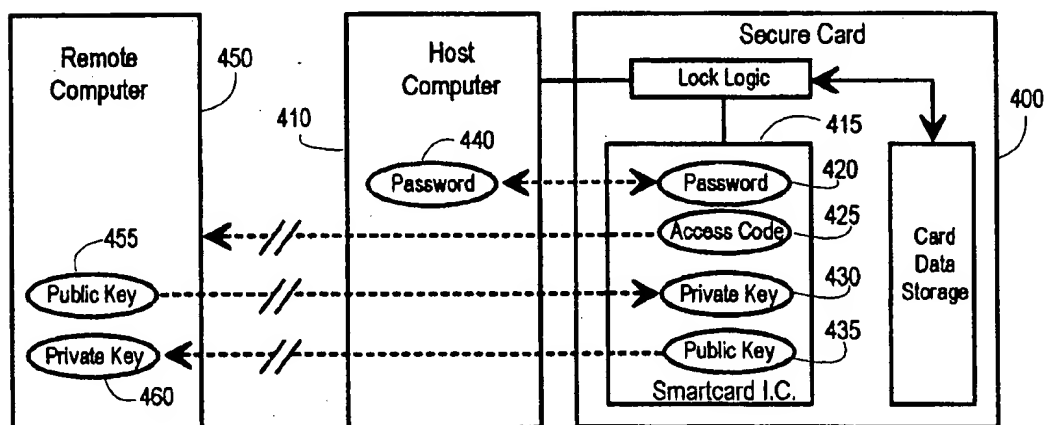 Remote
Computer
450
Host
Computer
410
440
Password
Secure Card
Lock Logic
400
415
Password
420
Access Code
425
455
Public Key
Private Key
430
Private Key
460
Public Key
435
Smartcard I.C.
Card
Data
Storage